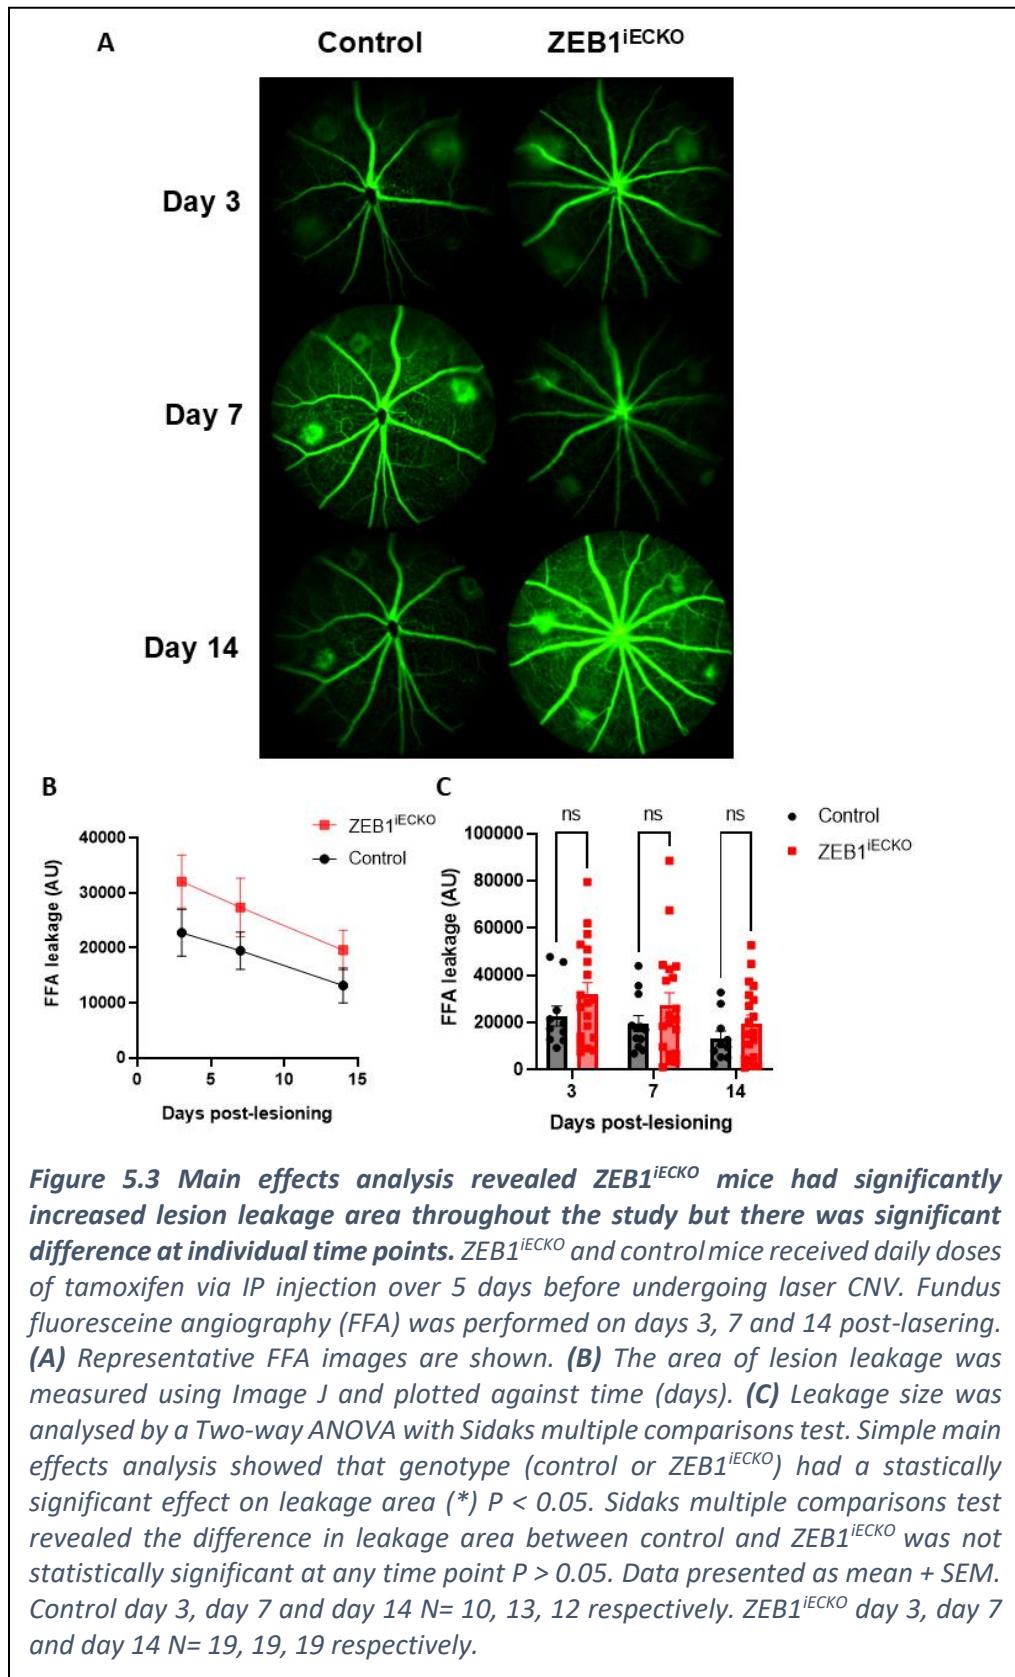 A
Control
ZEB1iECKO
Day 3
Day 7
Day 14
B
ZEB1iECKO
Control
40000
30000
20000
10000
0
FFA leakage (AU)
0 5 10 15
Days post-lesioning
C
ns ns ns
Control
ZEB1iECKO
100000
80000
60000
40000
20000
0
FFA leakage (AU)
3 7 14
Days post-lesioning
Figure 5.3 Main effects analysis revealed ZEB1iECKO mice had significantly
increased lesion leakage area throughout the study but there was significant
difference at individual time points. ZEB1iECKO and control mice received daily doses
of tamoxifen via IP injection over 5 days before undergoing laser CNV. Fundus
fluoresceine angiography (FFA) was performed on days 3, 7 and 14 post-lasering.
(A) Representative FFA images are shown. (B) The area of lesion leakage was
measured using Image J and plotted against time (days). (C) Leakage size was
analysed by a Two-way ANOVA with Sidaks multiple comparisons test. Simple main
effects analysis showed that genotype (control or ZEB1iECKO) had a stastically
significant effect on leakage area (*) P < 0.05. Sidaks multiple comparisons test
revealed the difference in leakage area between control and ZEB1iECKO was not
statistically significant at any time point P > 0.05. Data presented as mean + SEM.
Control day 3, day 7 and day 14 N= 10, 13, 12 respectively. ZEB1iECKO day 3, day 7
and day 14 N= 19, 19, 19 respectively.